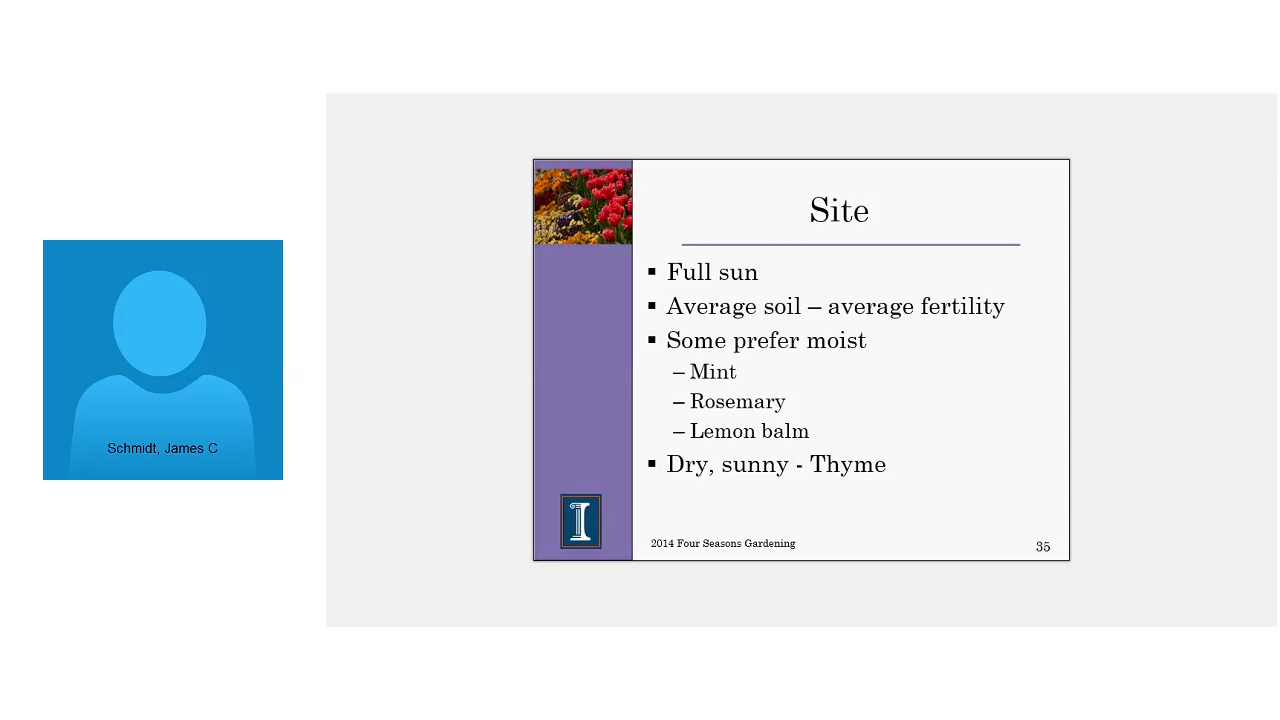 Schmidt, James C
Site
▪ Full sun
▪ Average soil – average fertility
▪ Some prefer moist
– Mint
– Rosemary
– Lemon balm
▪ Dry, sunny - Thyme
I
2014 Four Seasons Gardening
35